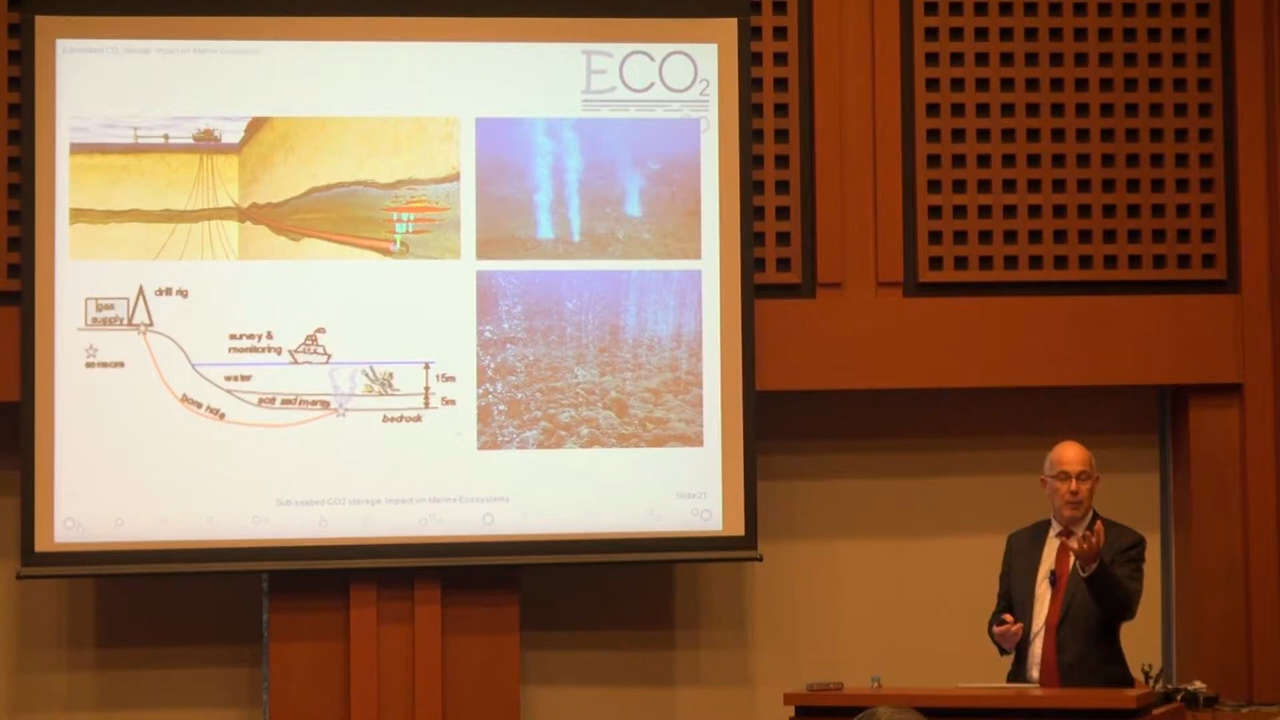 Sub-seabed CO2 storage: Impact on Marine Ecosystems
ECO2
gas
supply
drill rig
sensors
survey &
monitoring
water
15m
soft sediments
5m
bore hole
bedrock
Sub-seabed CO2 storage: Impact on Marine Ecosystems
Slide 21